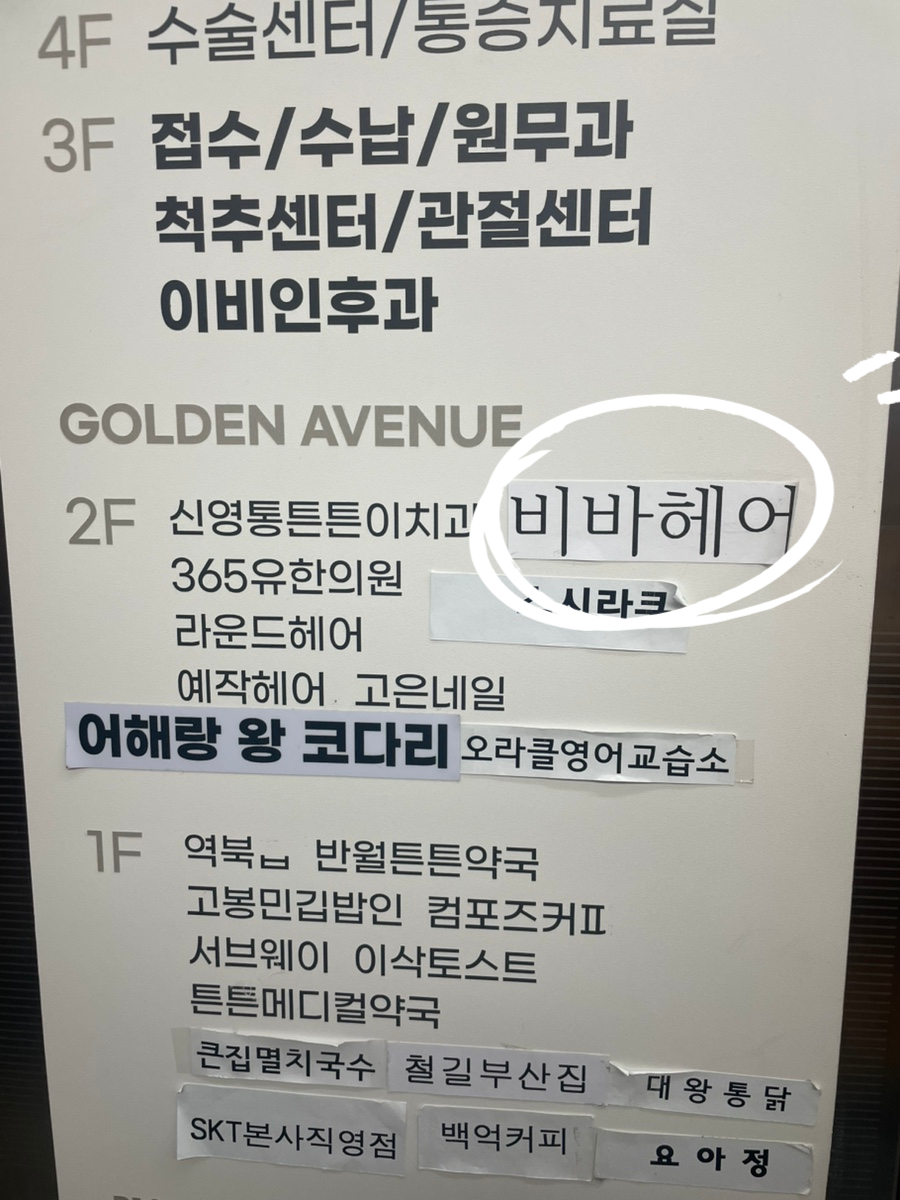 4F 수술센터/통증치료실
3F 접수/수납/원무과
척추센터/관절센터
이비인후과
GOLDEN AVENUE
2F 신영통튼튼이치과 비바헤어
365유한의원
라운드헤어
예작헤어 고은네일
어해랑 왕 코다리 오라클영어교습소
1F 역북ㅂ 반월튼튼약국
고봉민김밥인 컴포즈커ㅍ
서브웨이 이삭토스트
튼튼메디컬약국
큰집멸치국수 철길부산집 대왕통닭
SKT본사직영점 백억커피 요아정